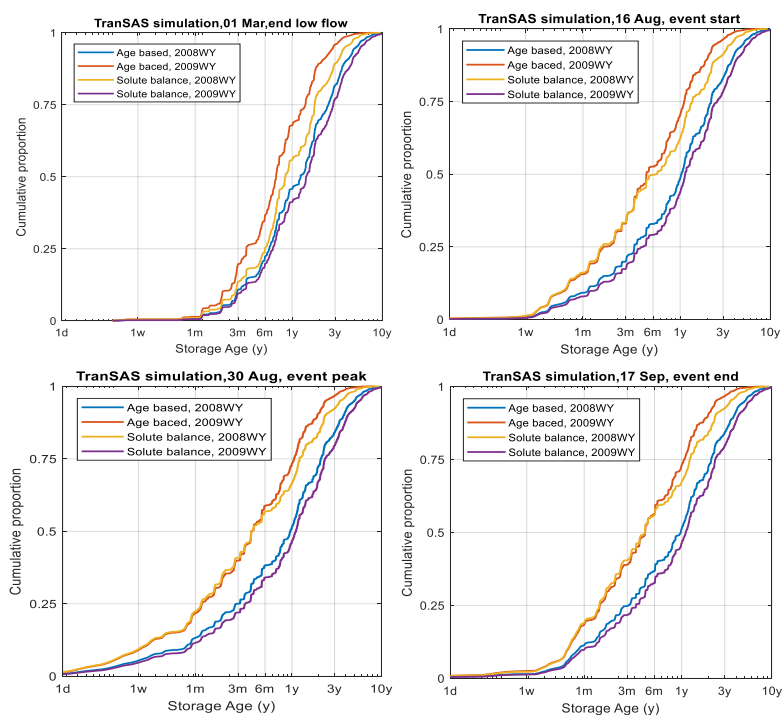 TranSAS simulation,01 Mar,end low flow
Age based, 2008WY
Age baced, 2009WY
Solute balance, 2008WY
Solute balance, 2009WY
Cumulative proportion
1
0.75
0.5
0.25
0
1d 1w 1m 3m 6m 1y 3y 10y
Storage Age (y)
TranSAS simulation,16 Aug, event start
Age based, 2008WY
Age baced, 2009WY
Solute balance, 2008WY
Solute balance, 2009WY
Cumulative proportion
1
0.75
0.5
0.25
0
1d 1w 1m 3m 6m 1y 3y 10y
Storage Age (y)
TranSAS simulation,30 Aug, event peak
Age based, 2008WY
Age baced, 2009WY
Solute balance, 2008WY
Solute balance, 2009WY
Cumulative proportion
1
0.75
0.5
0.25
0
1d 1w 1m 3m 6m 1y 3y 10y
Storage Age (y)
TranSAS simulation,17 Sep, event end
Age based, 2008WY
Age baced, 2009WY
Solute balance, 2008WY
Solute balance, 2009WY
Cumulative proportion
1
0.75
0.5
0.25
0
1d 1w 1m 3m 6m 1y 3y 10y
Storage Age (y)